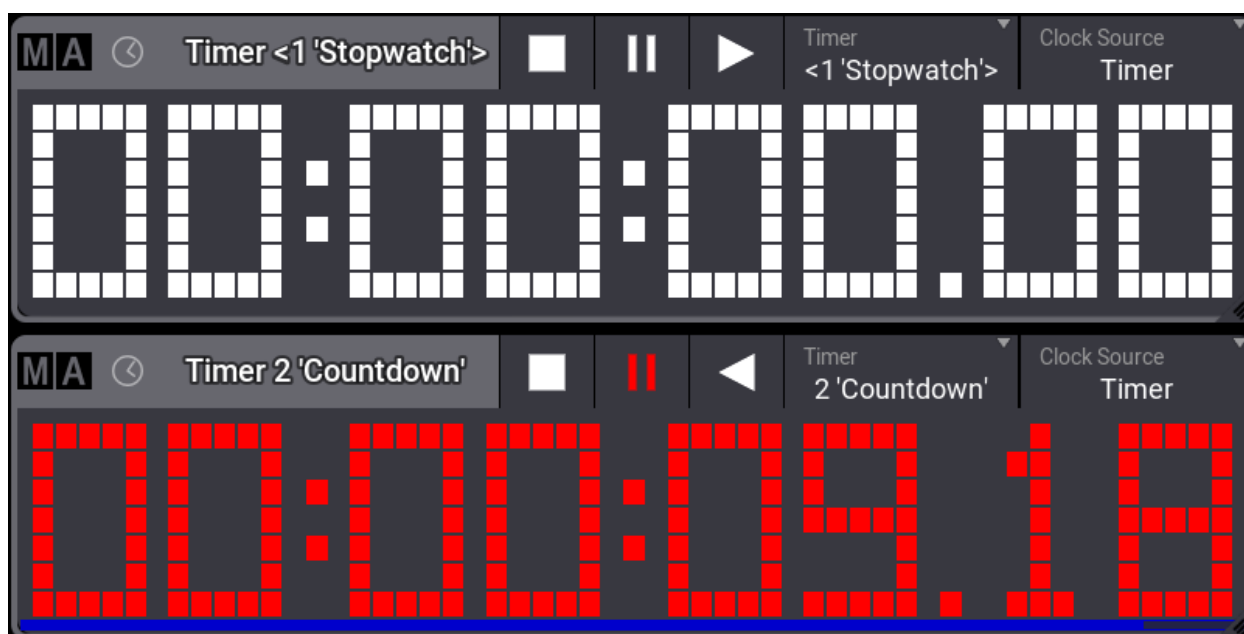 MA Timer <1 'Stopwatch'> Timer Clock Source
<1 'Stopwatch'> Timer
00:00:00.00
MA Timer 2 'Countdown' Timer Clock Source
2 'Countdown' Timer
00:00:09.18